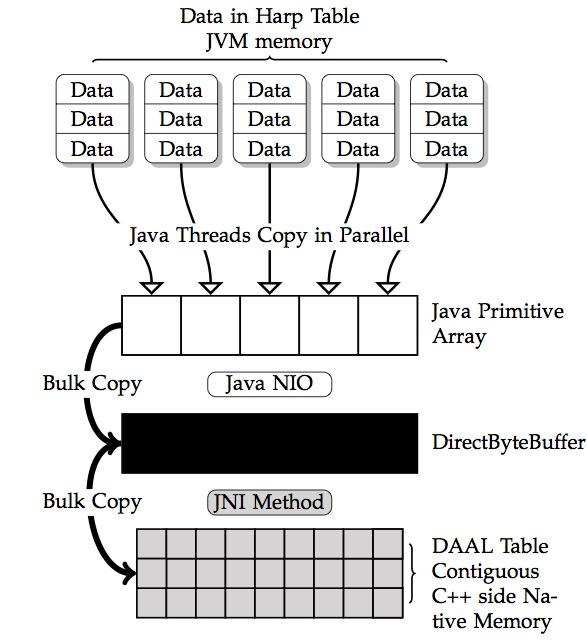 Data in Harp Table
JVM memory
Data Data Data Data Data
Data Data Data Data Data
Data Data Data Data Data
Java Threads Copy in Parallel
Java Primitive
Array
Bulk Copy
Java NIO
DirectByteBuffer
Bulk Copy
JNI Method
DAAL Table
Contiguous
C++ side Na-
tive Memory